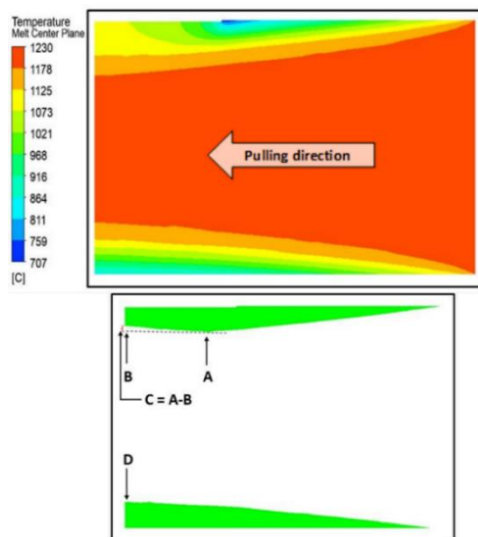 Temperature
Melt Center Plane
1230
1178
1125
1073
1021
968
916
864
811
759
707
[C]
Pulling direction
B
A
C = A-B
D